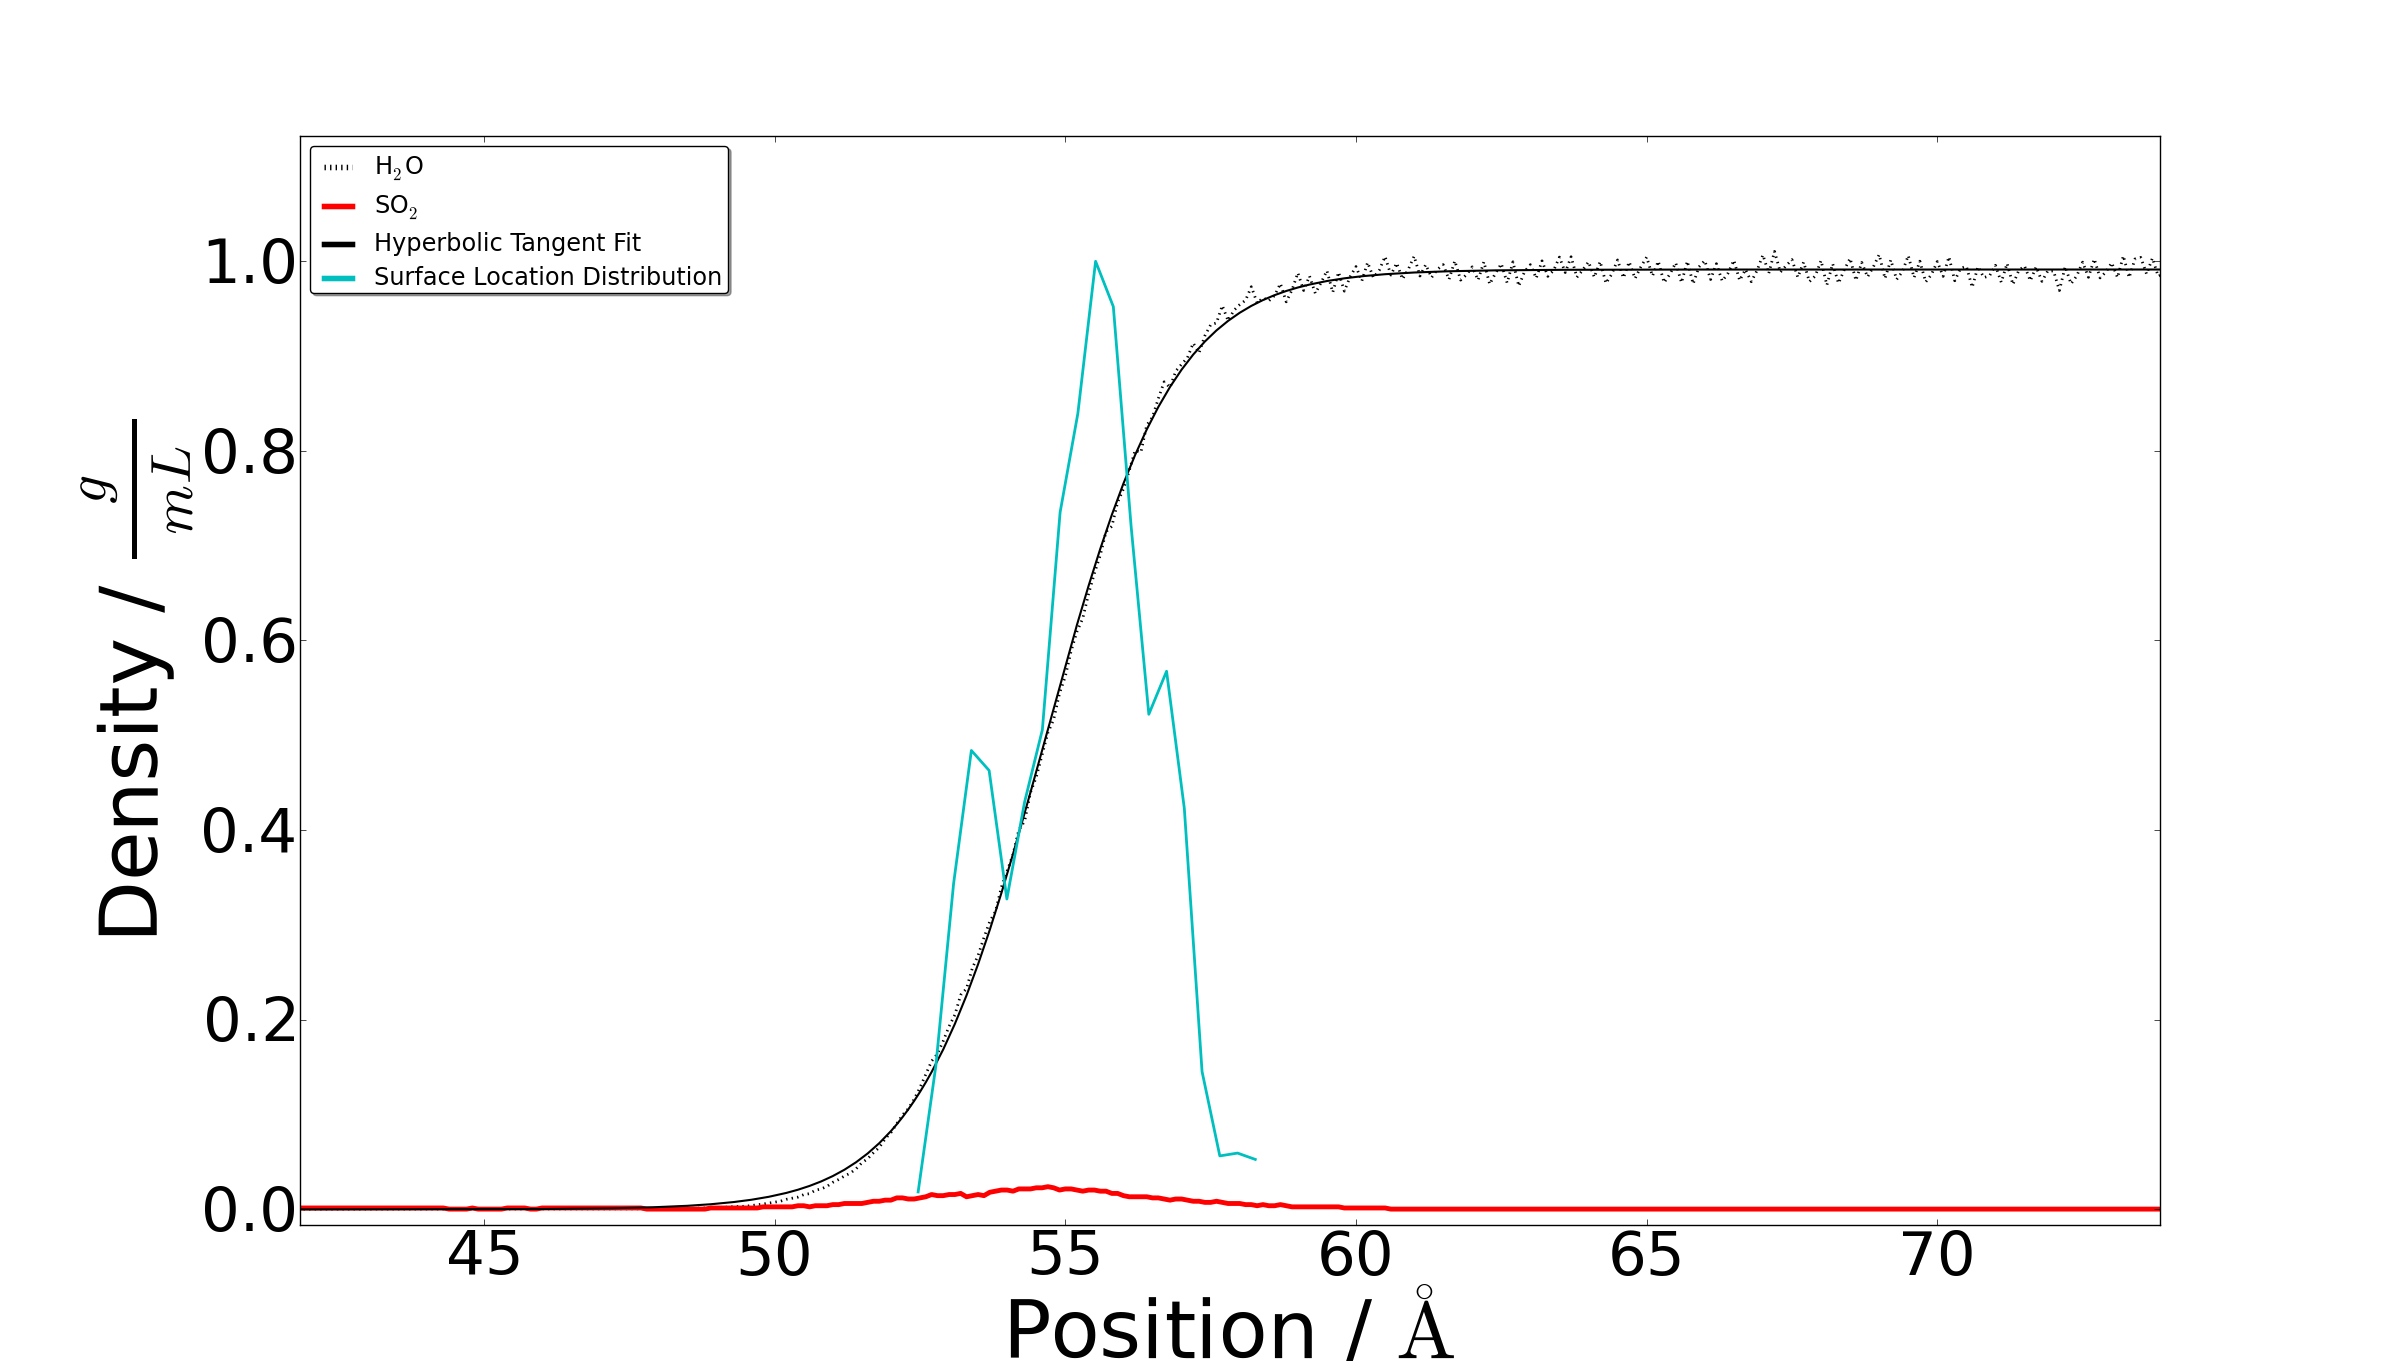 H₂O
SO₂
Hyperbolic Tangent Fit
Surface Location Distribution
1.0
0.8
0.6
0.4
0.2
0.0
Density / g/mL
45 50 55 60 65 70
Position / Å